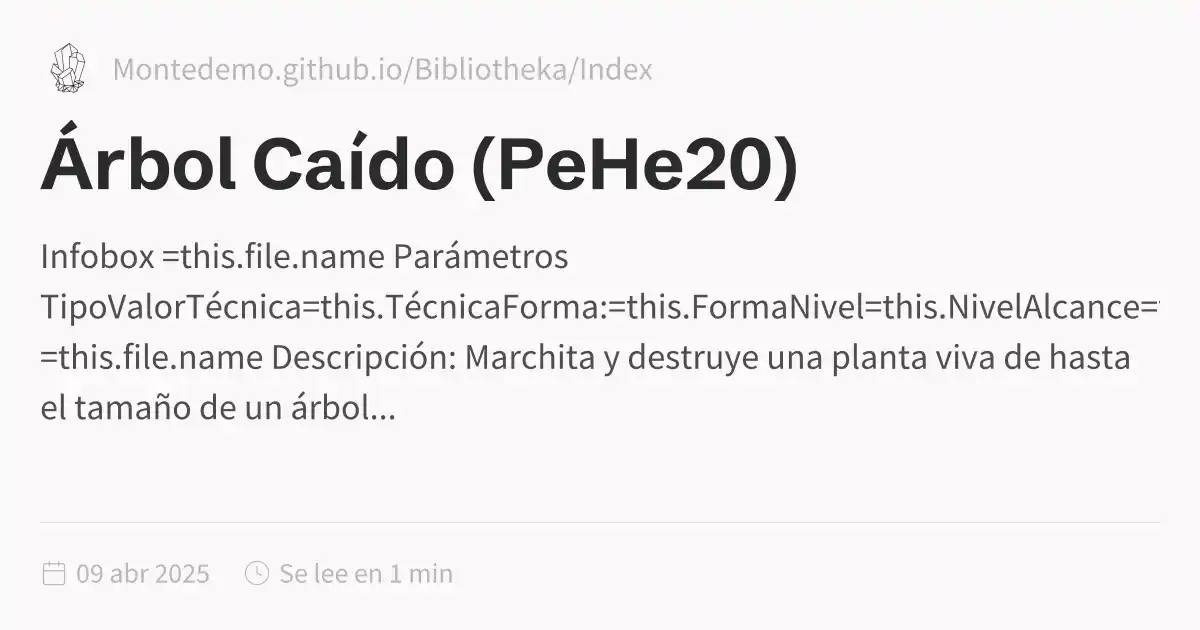 Montedemo.github.io/Bibliotheka/Index
Árbol Caído (PeHe20)
Infobox =this.file.name Parámetros
TipoValorTécnica=this.TécnicaForma:=this.FormaNivel=this.NivelAlcance=
=this.file.name Descripción: Marchita y destruye una planta viva de hasta
el tamaño de un árbol...
09 abr 2025
Se lee en 1 min